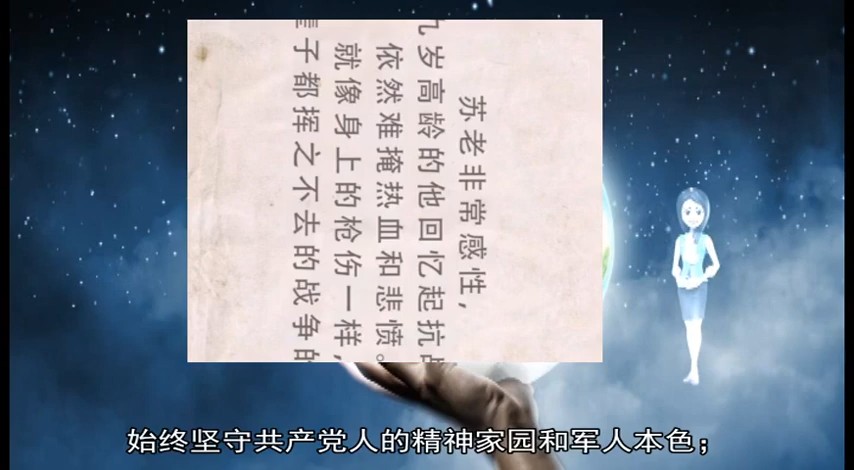 苏老非常感性，
岁高龄的他回忆起抗
依然难掩热血和悲愤。
就像身上的枪伤一样，
子都挥之不去的战争的
始终坚守共产党人的精神家园和军人本色；